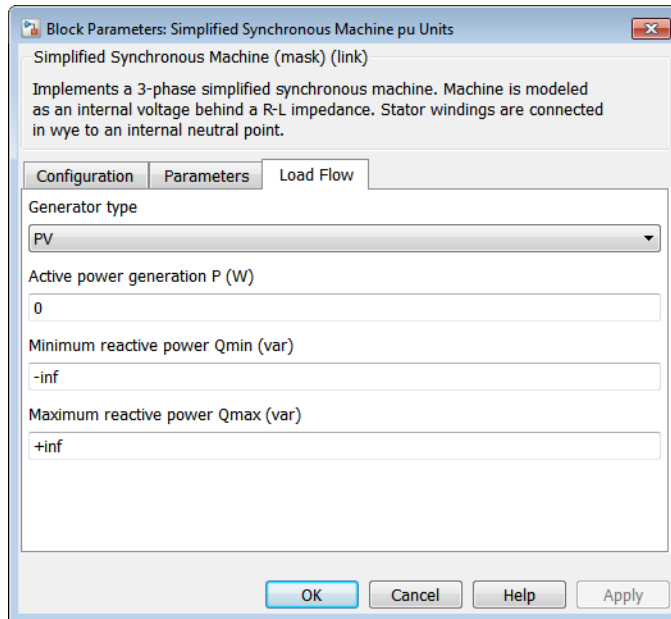 Block Parameters: Simplified Synchronous Machine pu Units
Simplified Synchronous Machine (mask) (link)
Implements a 3-phase simplified synchronous machine. Machine is modeled
as an internal voltage behind a R-L impedance. Stator windings are connected
in wye to an internal neutral point.
Configuration Parameters Load Flow
Generator type
PV
Active power generation P (W)
0
Minimum reactive power Qmin (var)
-inf
Maximum reactive power Qmax (var)
+inf
OK Cancel Help Apply